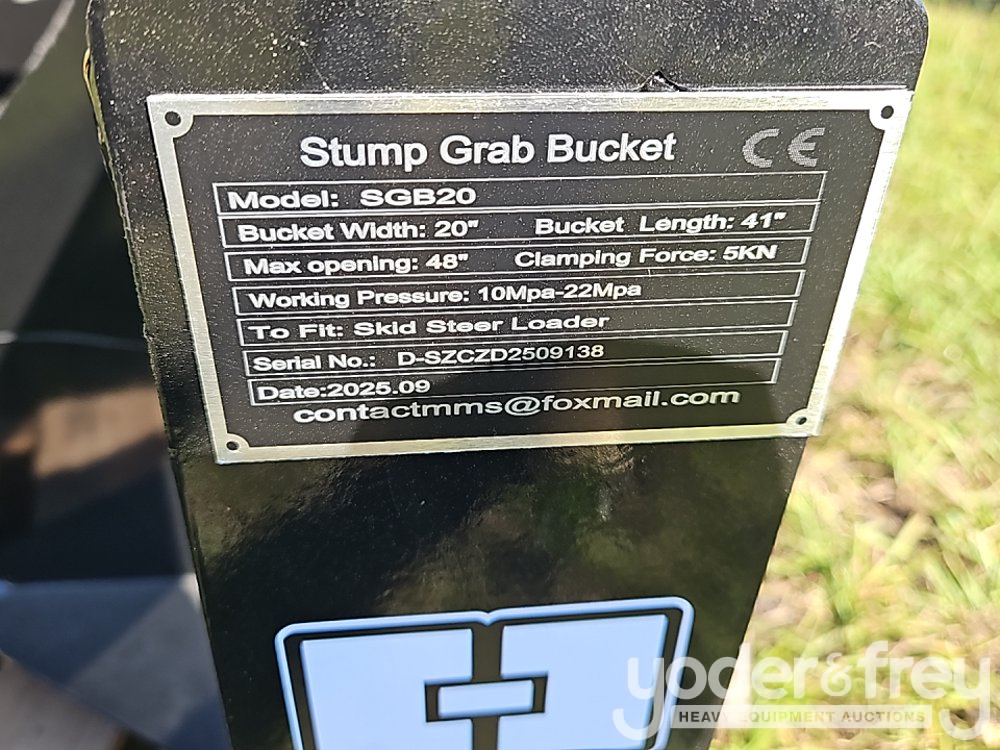 Stump Grab Bucket CE
Model: SGB20
Bucket Width: 20" Bucket Length: 41"
Max opening: 48" Clamping Force: 5KN
Working Pressure: 10Mpa-22Mpa
To Fit: Skid Steer Loader
Serial No.: D-SZCZD2509138
Date:2025.09
contactmms@foxmail.com
yoder&frey
HEAVY EQUIPMENT AUCTIONS